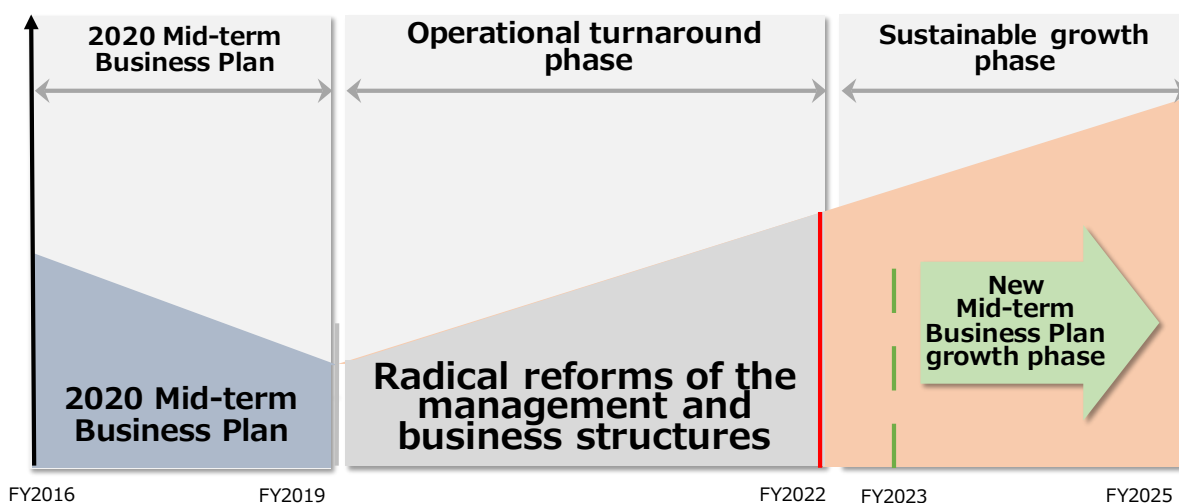 2020 Mid-term
Business Plan
Operational turnaround
phase
Sustainable growth
phase
New
Mid-term
Business Plan
growth phase
2020 Mid-term
Business Plan
Radical reforms of the
management and
business structures
FY2016
FY2019
FY2022
FY2023
FY2025